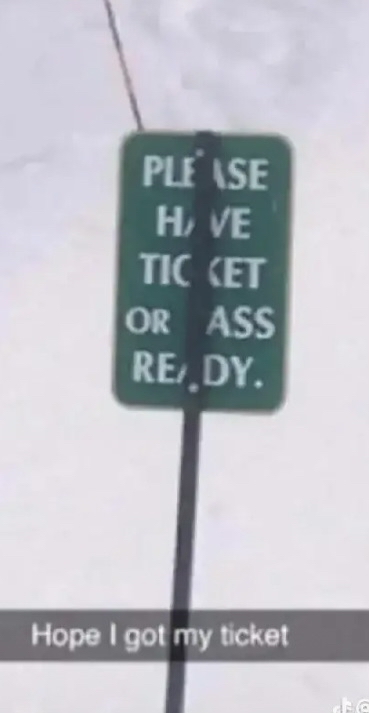 PLEASE
HAVE
TICKET
OR ASS
READY.
Hope I got my ticket